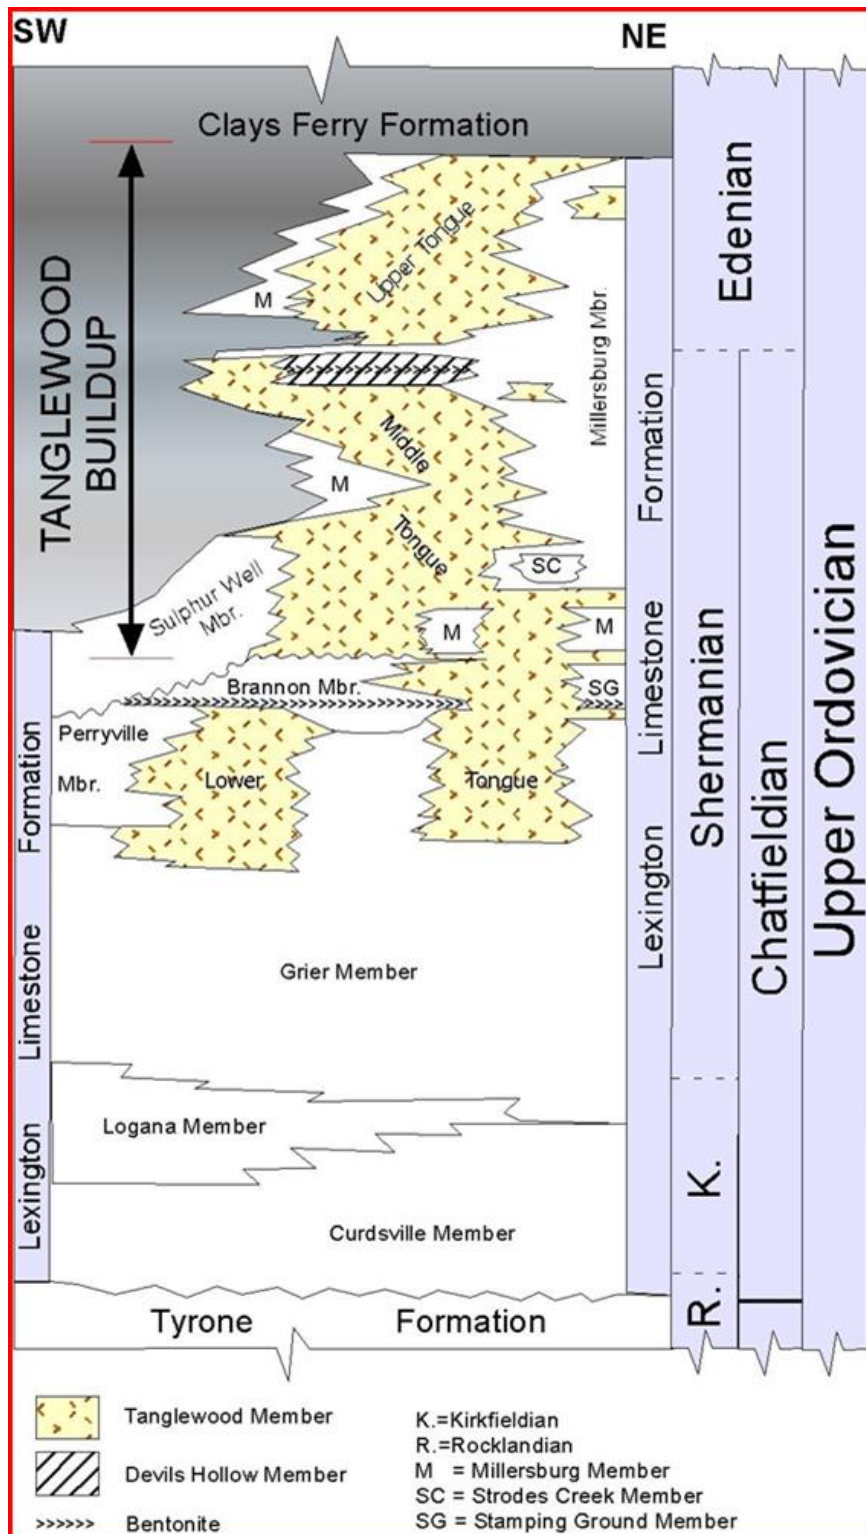 SW
NE
Clays Ferry Formation
TANGLEWOOD
BUILDUP
Upper Tongue
M
Millersburg Mbr.
Middle
Tongue
M
SC
Sulphur Well
Mbr.
M
M
Brannon Mbr.
SG
Perryville
Mbr.
Lower
Tongue
Grier Member
Logana Member
Curdsville Member
Tyrone Formation
Lexington Limestone Formation
Lexington Limestone Formation
Edenian
Shermanian
K.
R.
Chatfieldian
Upper Ordovician
Tanglewood Member
Devils Hollow Member
Bentonite
K.=Kirkfieldian
R.=Rocklandian
M = Millersburg Member
SC = Strodes Creek Member
SG = Stamping Ground Member